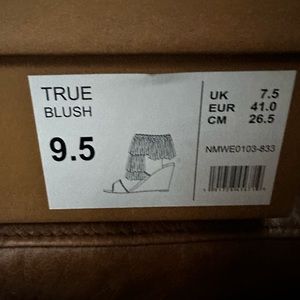 TRUE
BLUSH
9.5
UK 7.5
EUR 41.0
CM 26.5
NMWE0103-833